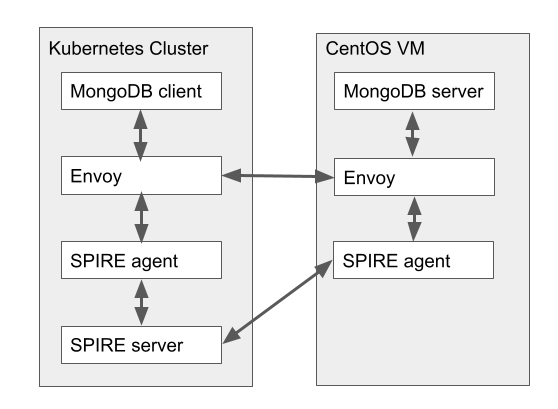 Kubernetes Cluster
MongoDB client
Envoy
SPIRE agent
SPIRE server
CentOS VM
MongoDB server
Envoy
SPIRE agent